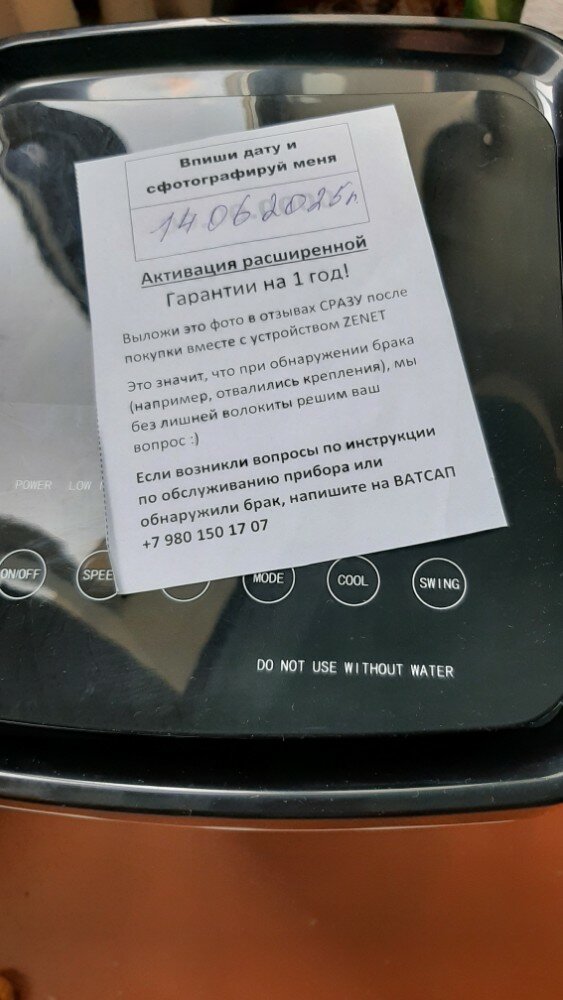 Впиши дату и
сфотографируй меня
14.06.2025г.
Активация расширенной
Гарантии на 1 год!
Выложи это фото в отзывах СРАЗУ после
покупки вместе с устройством ZENET
Это значит, что при обнаружении брака
(например, отвалились крепления), мы
без лишней волокиты решим ваш
вопрос :)
Если возникли вопросы по инструкции
по обслуживанию прибора или
обнаружили брак, напишите на ВАТСАП
+7 980 150 17 07
POWER LOW
ON/OFF SPEE MODE COOL SWING
DO NOT USE WITHOUT WATER